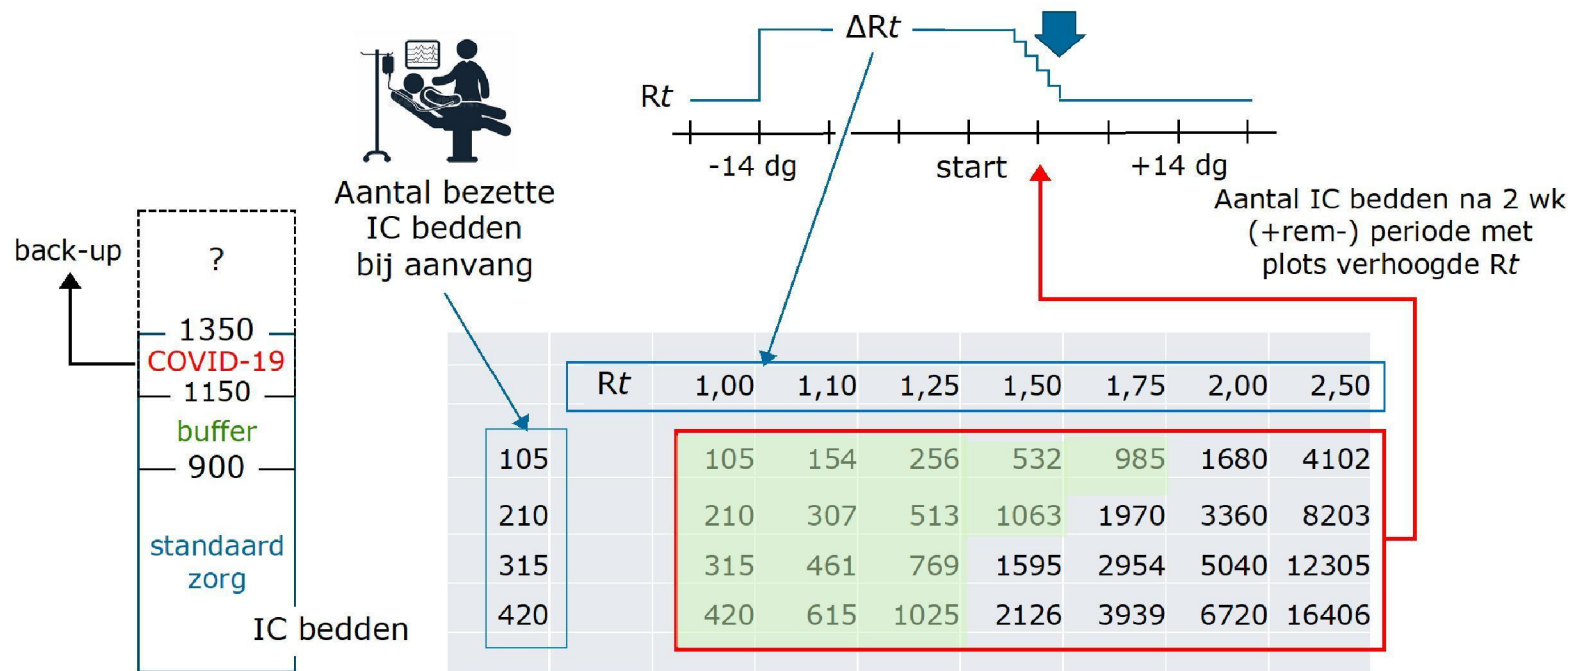 ΔRt
Rt
-14 dg
start
+14 dg
Aantal bezette
IC bedden
bij aanvang
Aantal IC bedden na 2 wk
(+rem-) periode met
plots verhoogde Rt
back-up
?
1350
COVID-19
1150
buffer
900
standaard
zorg
IC bedden
Rt 1,00 1,10 1,25 1,50 1,75 2,00 2,50
105 105 154 256 532 985 1680 4102
210 210 307 513 1063 1970 3360 8203
315 315 461 769 1595 2954 5040 12305
420 420 615 1025 2126 3939 6720 16406